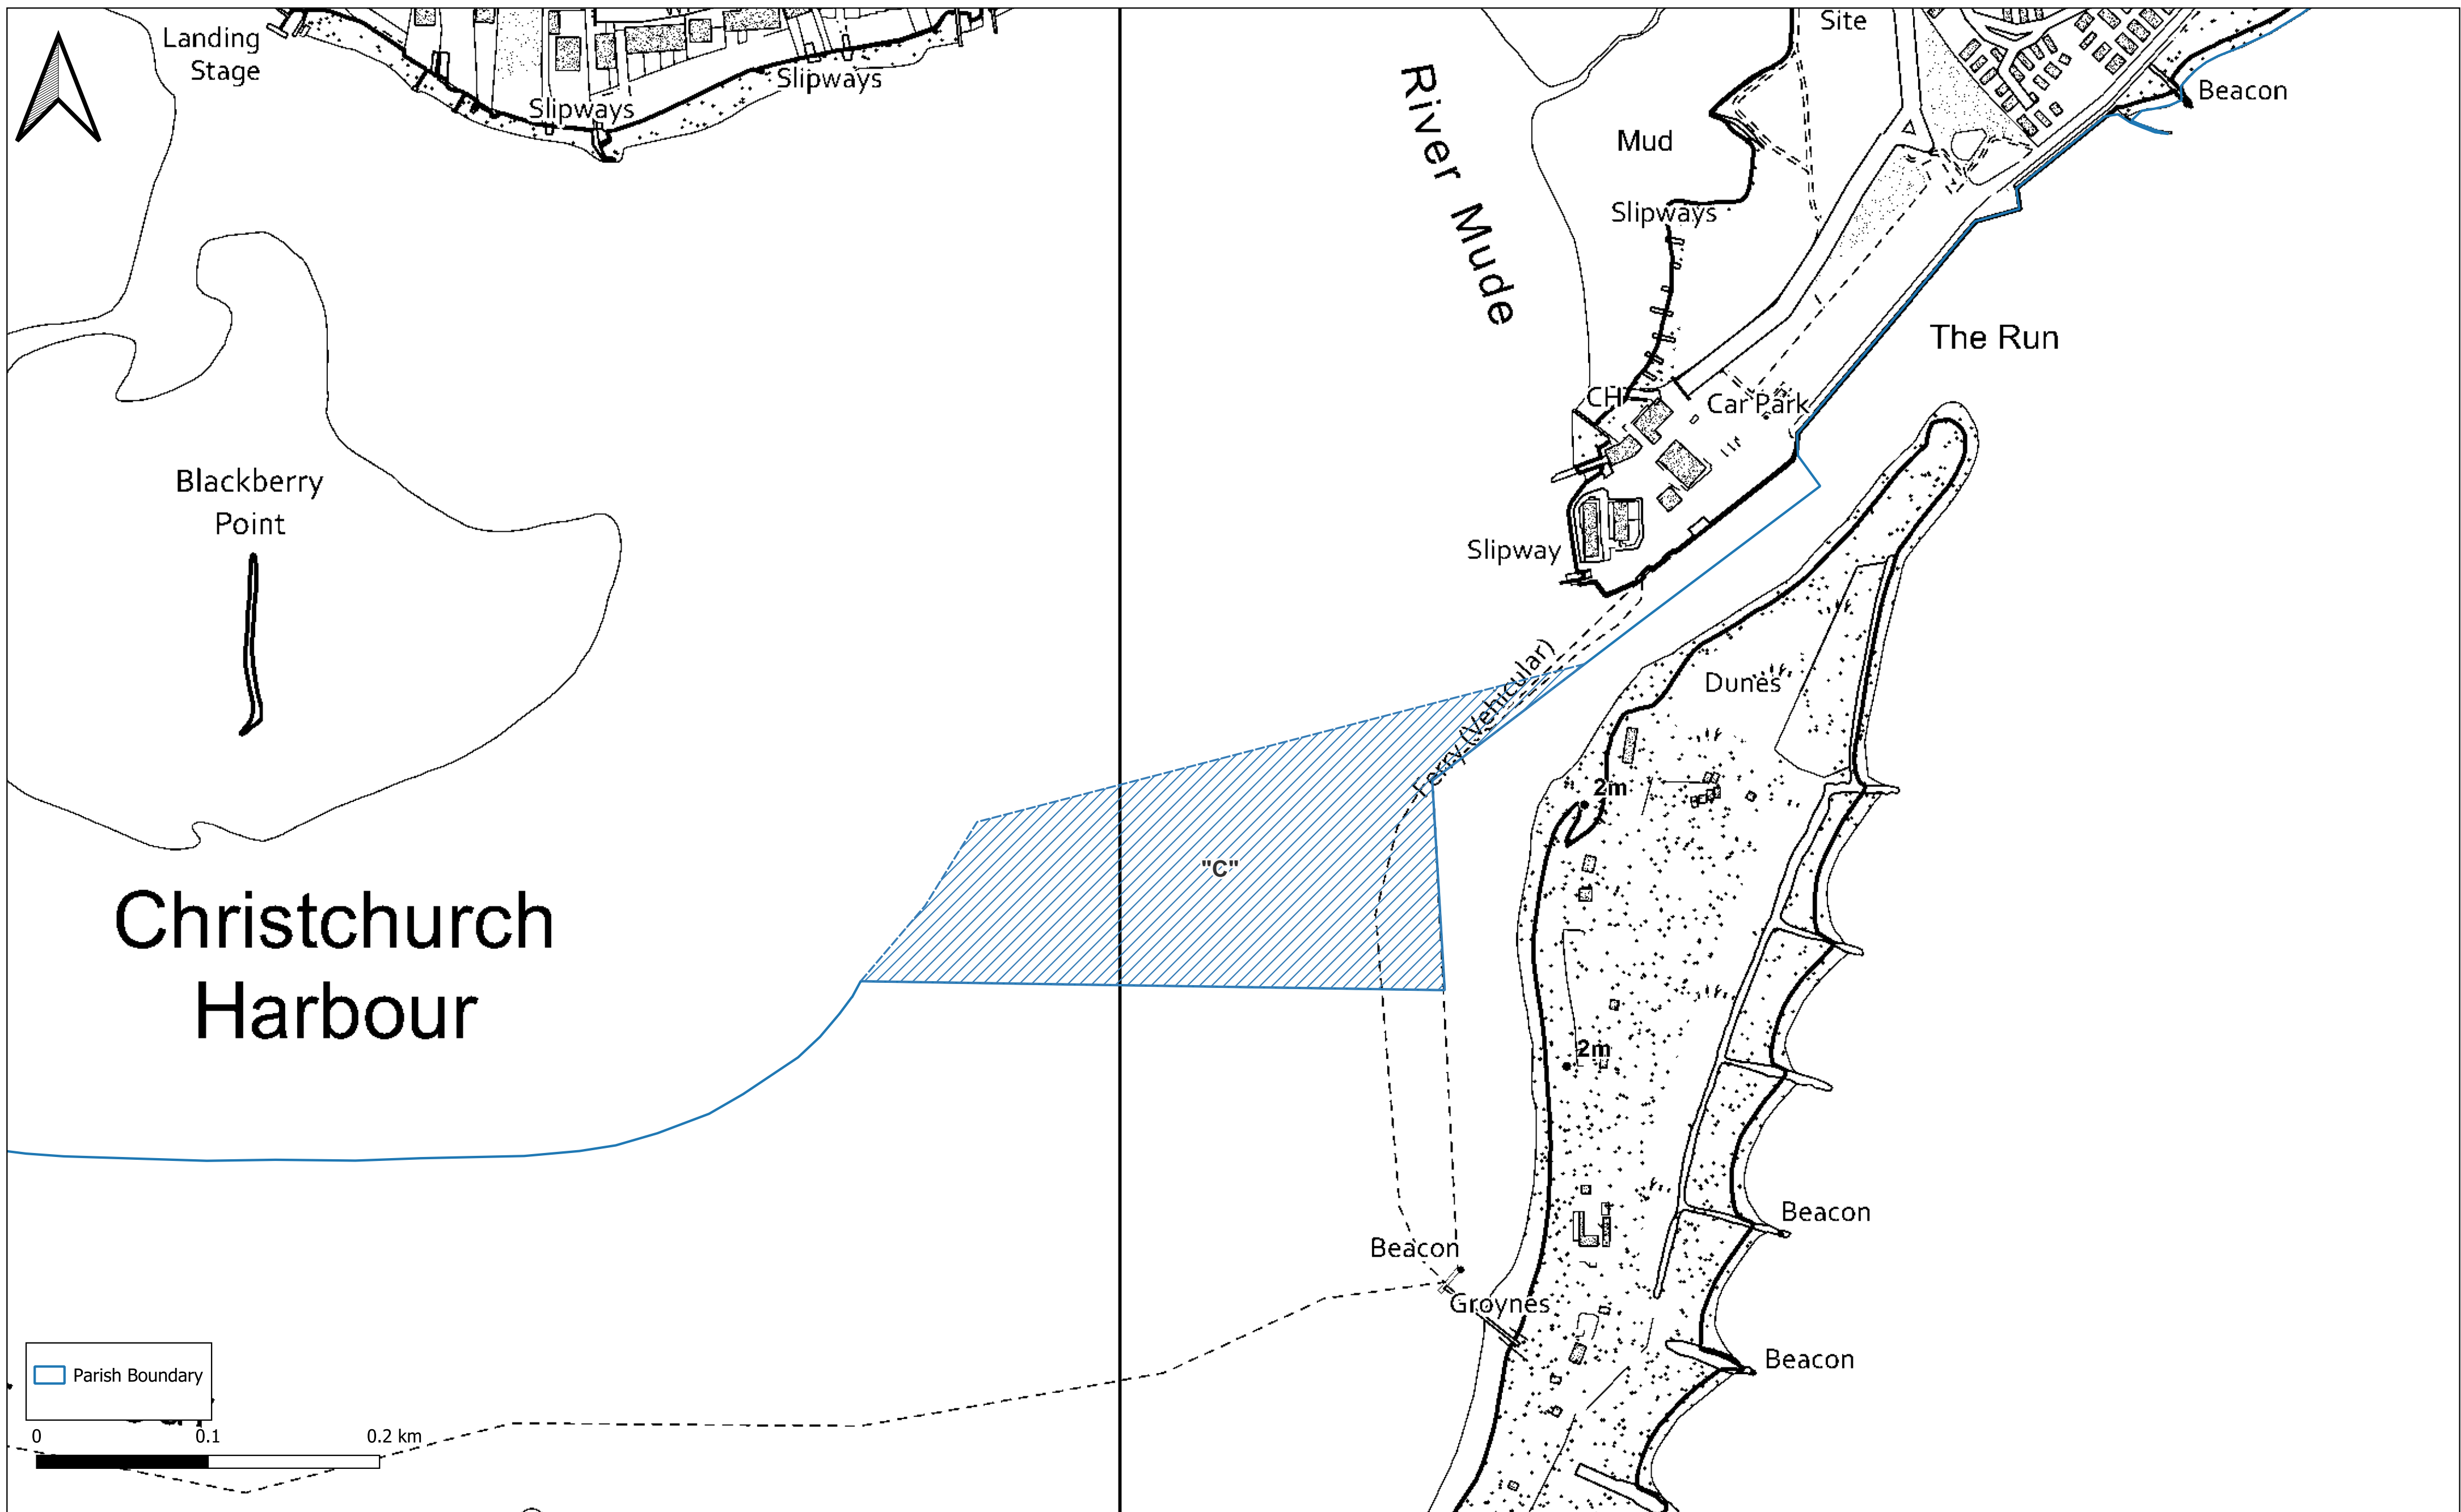 Landing
Stage
Slipways
Slipways
Site
Beacon
River Mude
Mud
Slipways
The Run
CH
Car Park
Blackberry
Point
Slipway
Ferry (Vehicular)
Dunes
2m
"C"
Christchurch
Harbour
2m
Beacon
Beacon
Groynes
Beacon
Parish Boundary
0 0.1 0.2 km